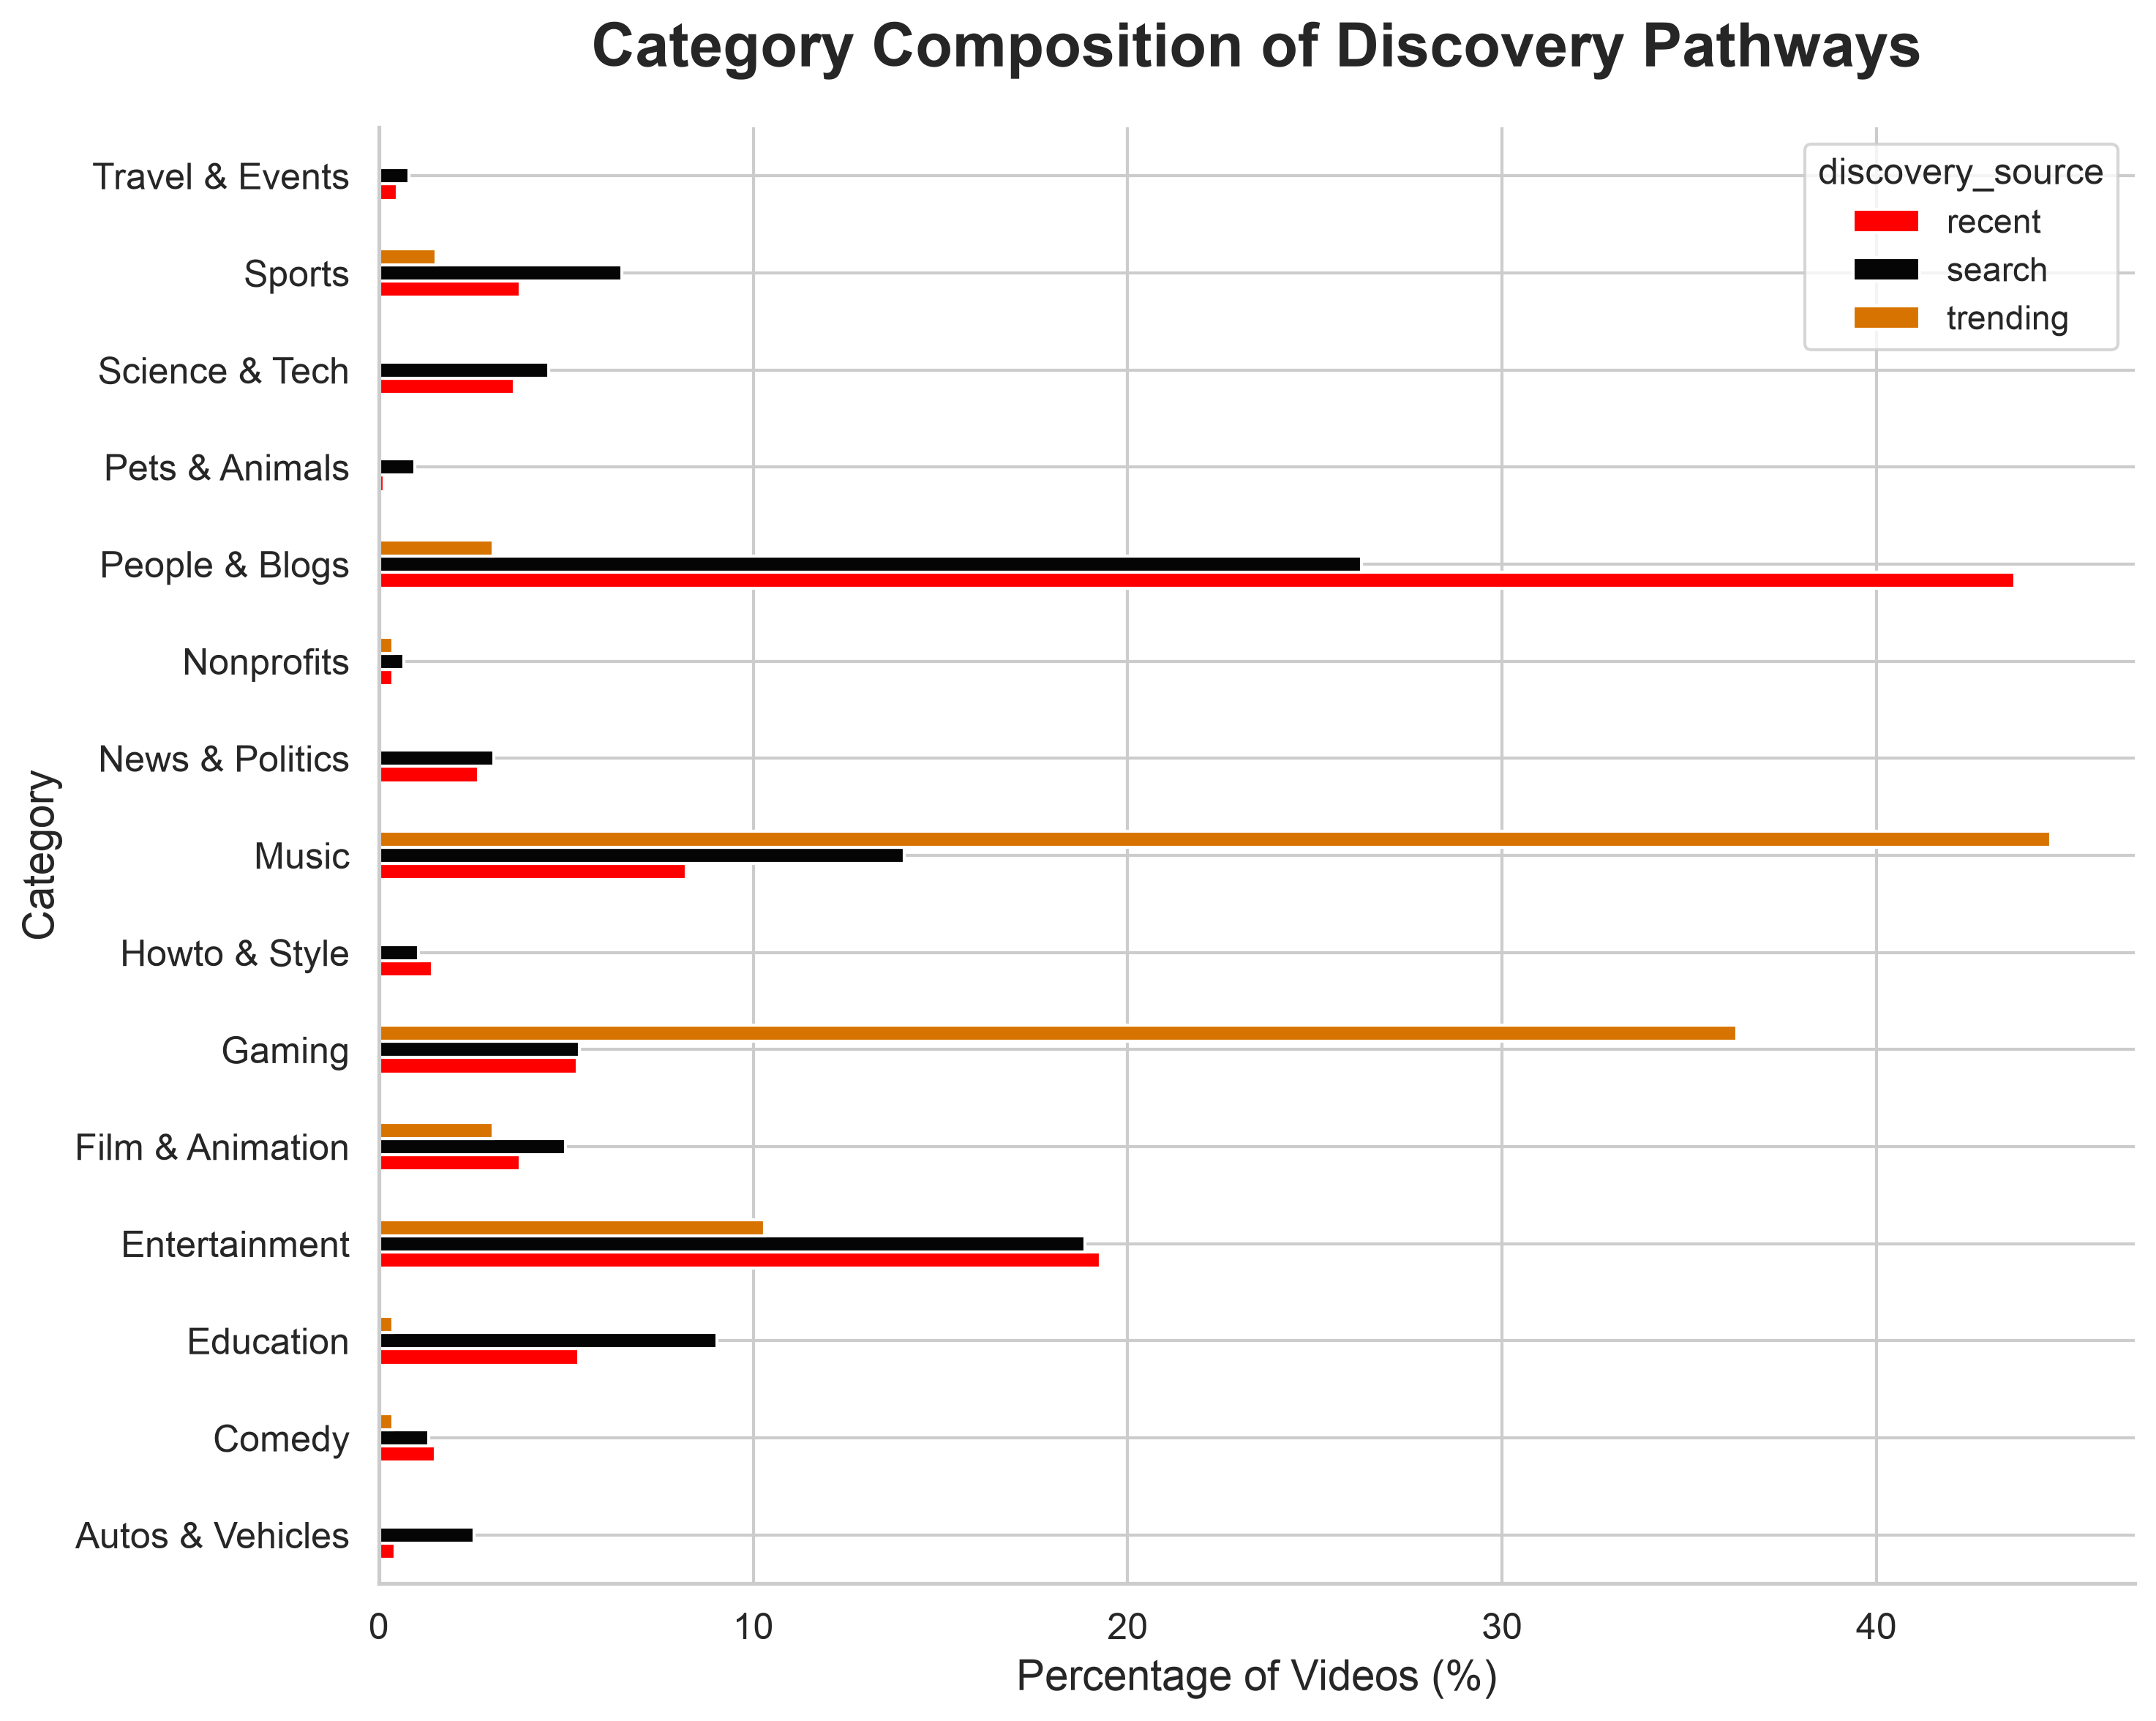 Category Composition of Discovery Pathways
discovery_source
recent
search
trending
Travel & Events
Sports
Science & Tech
Pets & Animals
People & Blogs
Nonprofits
News & Politics
Music
Howto & Style
Gaming
Film & Animation
Entertainment
Education
Comedy
Autos & Vehicles
Category
0 10 20 30 40
Percentage of Videos (%)